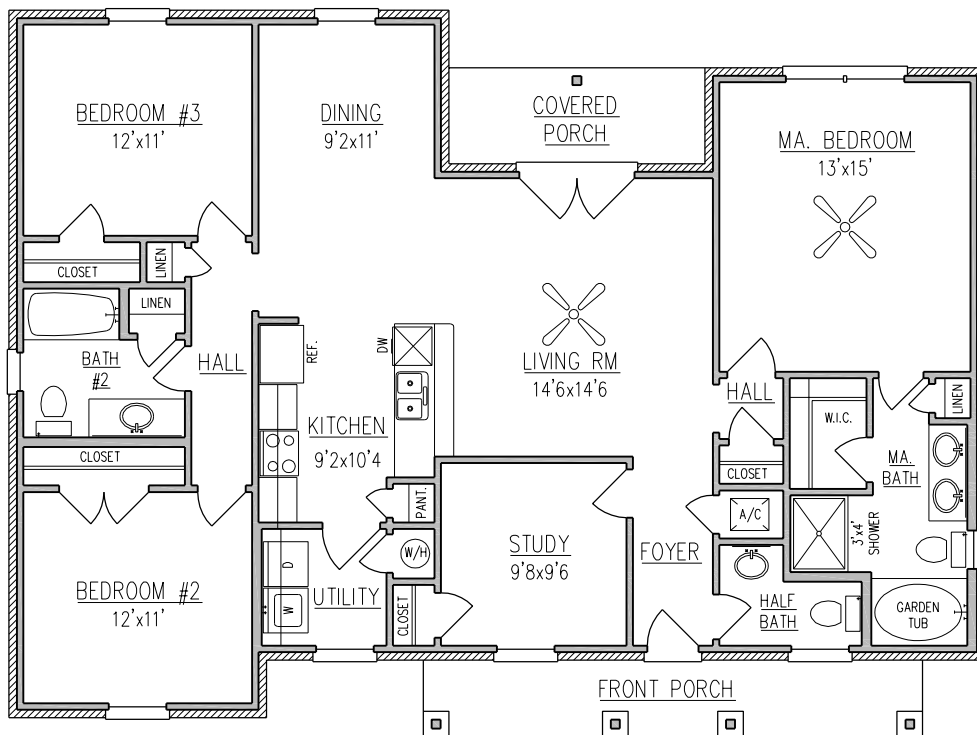 BEDROOM #3
12'x11'
DINING
9'2x11'
COVERED
PORCH
MA. BEDROOM
13'x15'
CLOSET
LINEN
LINEN
BATH
#2
HALL
REF.
DW
LIVING RM
14'6x14'6
HALL
W.I.C.
LINEN
KITCHEN
9'2x10'4
CLOSET
CLOSET
MA.
BATH
PANT.
A/C
3'x4'
SHOWER
STUDY
9'8x9'6
FOYER
W/H
D
W
UTILITY
BEDROOM #2
12'x11'
CLOSET
HALF
BATH
GARDEN
TUB
FRONT PORCH